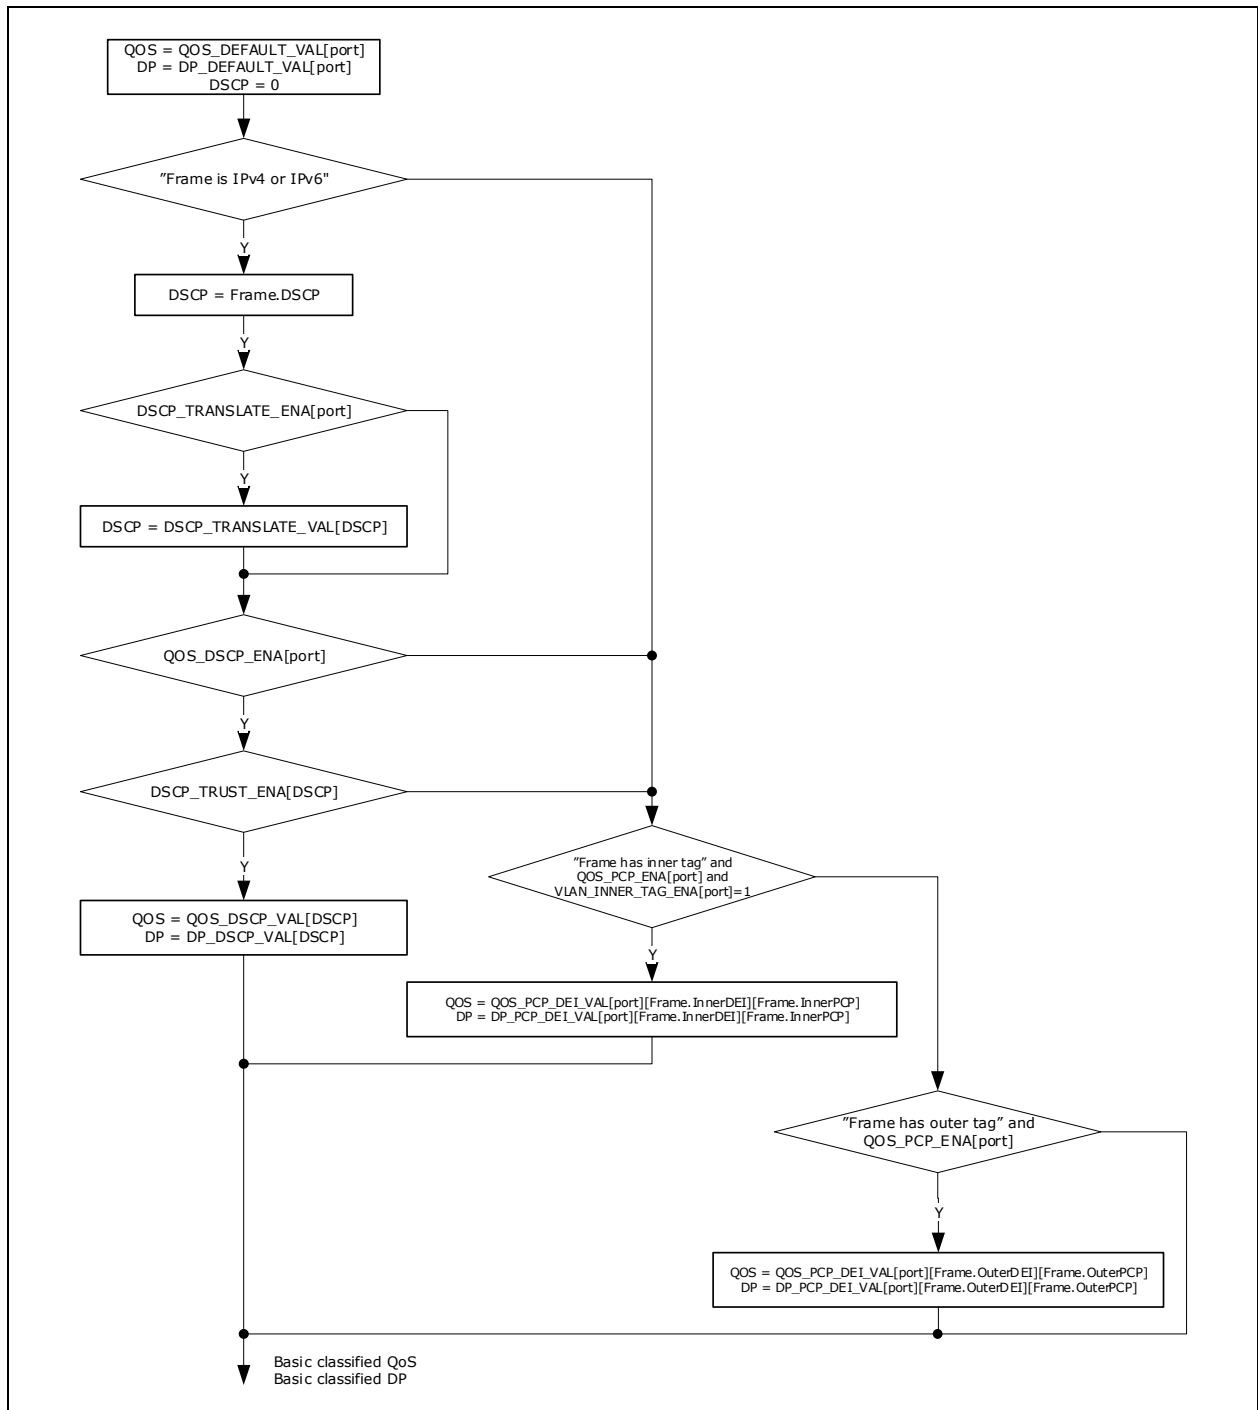 QOS = QOS_DEFAULT_VAL[port]
DP = DP_DEFAULT_VAL[port]
DSCP = 0
"Frame is IPv4 or IPv6"
Y
DSCP = Frame.DSCP
Y
DSCP_TRANSLATE_ENA[port]
Y
DSCP = DSCP_TRANSLATE_VAL[DSCP]
QOS_DSCP_ENA[port]
Y
DSCP_TRUST_ENA[DSCP]
Y
QOS = QOS_DSCP_VAL[DSCP]
DP = DP_DSCP_VAL[DSCP]
"Frame has inner tag" and
QOS_PCP_ENA[port] and
VLAN_INNER_TAG_ENA[port]=1
Y
QOS = QOS_PCP_DEI_VAL[port][Frame.InnerDEI][Frame.InnerPCP]
DP = DP_PCP_DEI_VAL[port][Frame.InnerDEI][Frame.InnerPCP]
"Frame has outer tag" and
QOS_PCP_ENA[port]
Y
QOS = QOS_PCP_DEI_VAL[port][Frame.OuterDEI][Frame.OuterPCP]
DP = DP_PCP_DEI_VAL[port][Frame.OuterDEI][Frame.OuterPCP]
Basic classified QoS
Basic classified DP